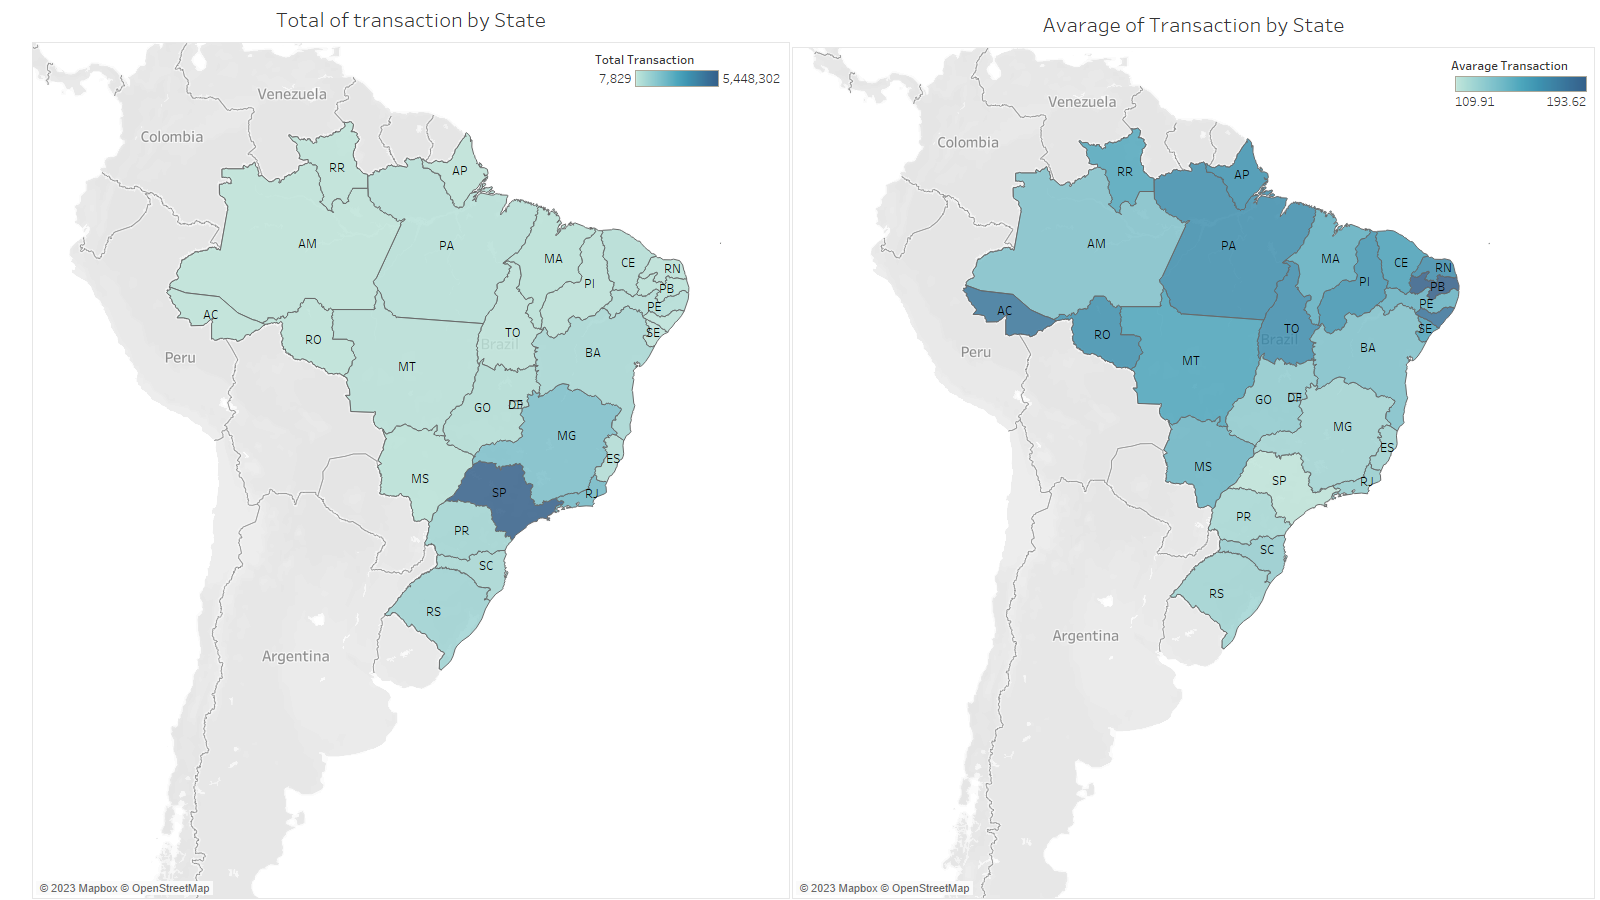 Total of transaction by State
Total Transaction
7,829 5,448,302
Venezuela
Colombia
RR
AP
AM
PA
MA
CE
RN
PI
PB
PE
AC
SE
RO
TO
Brazil
BA
Peru
MT
GO
DF
MG
ES
MS
SP
RJ
PR
SC
RS
Argentina
© 2023 Mapbox © OpenStreetMap
Avarage of Transaction by State
Avarage Transaction
109.91 193.62
Venezuela
Colombia
RR
AP
AM
PA
MA
CE
RN
PI
PB
PE
AC
SE
RO
TO
Brazil
BA
Peru
MT
GO
DF
MG
ES
MS
SP
RJ
PR
SC
RS
Argentina
© 2023 Mapbox © OpenStreetMap